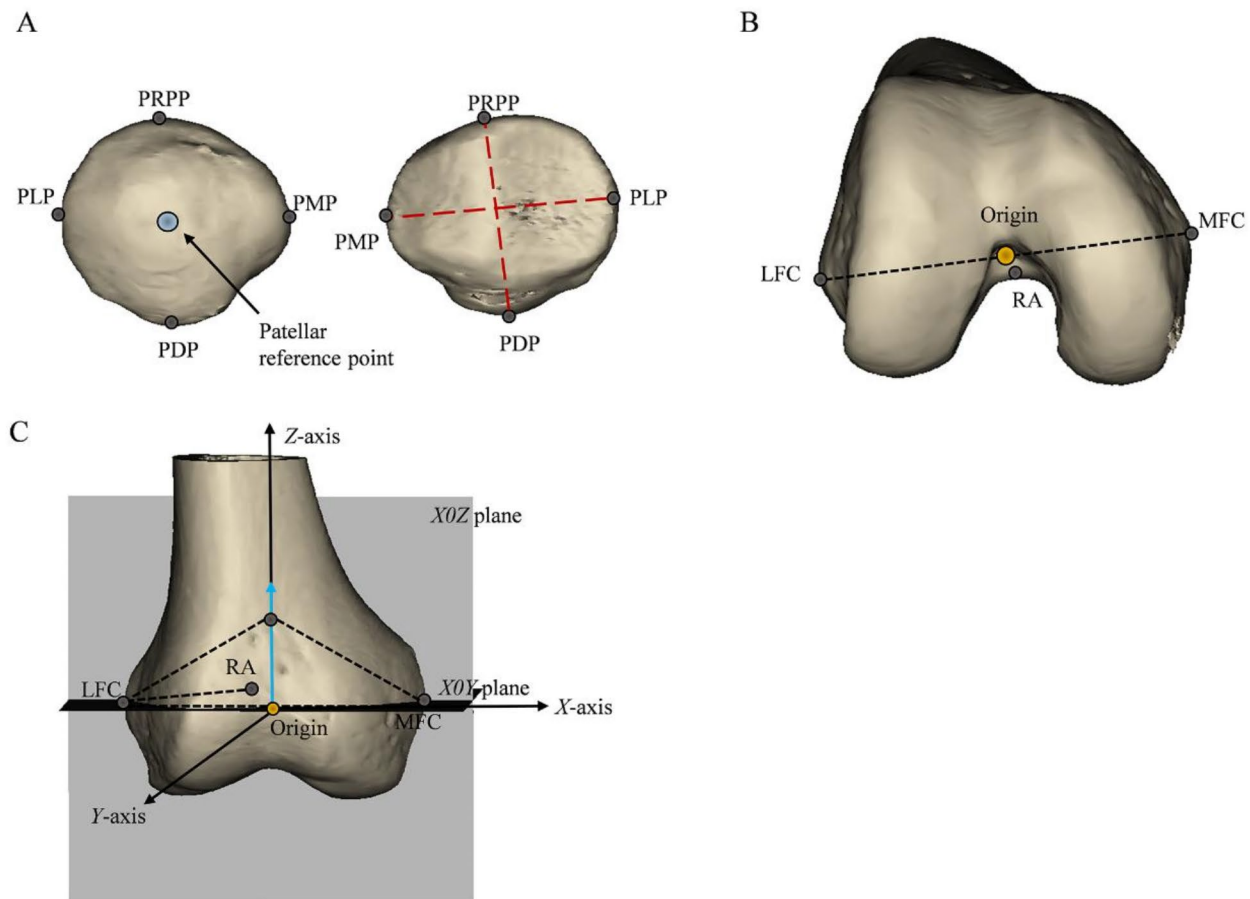 A
PRPP
PLP
PMP
Patellar
reference point
PDP
PRPP
PLP
PMP
PDP
B
Origin
MFC
LFC
RA
C
Z-axis
X0Z plane
RA
LFC
X0Y plane
X-axis
Origin
MFC
Y-axis